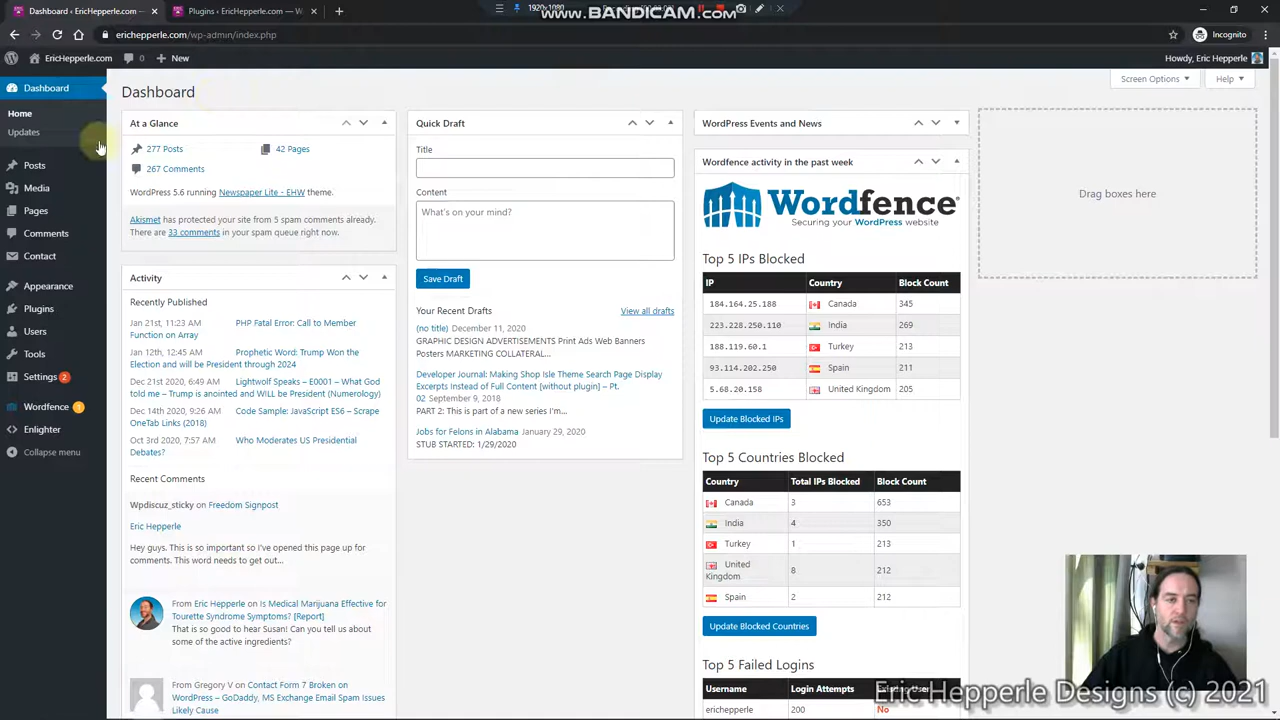 Dashboard ‹ EricHepperle.com — W
Plugins ‹ EricHepperle.com — W
1920x1080
WWW.BANDICAM.COM
erichepperle.com/wp-admin/index.php
Incognito
EricHepperle.com
0
New
Howdy, Eric Hepperle
Dashboard
Home
Updates
Posts
Media
Pages
Comments
Contact
Appearance
Plugins
Users
Tools
Settings 2
Wordfence 1
Enlighter
Collapse menu
Dashboard
Screen Options
Help
At a Glance
277 Posts
42 Pages
267 Comments
WordPress 5.6 running Newspaper Lite - EHW theme.
Akismet has protected your site from 5 spam comments already.
There are 33 comments in your spam queue right now.
Activity
Recently Published
Jan 21st, 11:23 AM PHP Fatal Error: Call to Member
Function on Array
Jan 12th, 12:45 AM Prophetic Word: Trump Won the
Election and will be President through 2024
Dec 21st 2020, 6:49 AM Lightwolf Speaks – E0001 – What God
told me – Trump is anointed and WILL be President (Numerology)
Dec 14th 2020, 9:26 AM Code Sample: JavaScript ES6 – Scrape
OneTab Links (2018)
Oct 3rd 2020, 7:57 AM Who Moderates US Presidential
Debates?
Recent Comments
Wpdiscuz_sticky on Freedom Signpost
Eric Hepperle
Hey guys. This is so important so I've opened this page up for
comments. This word needs to get out…
From Eric Hepperle on Is Medical Marijuana Effective for
Tourette Syndrome Symptoms? [Report]
That is so good to hear Susan! Can you tell us about
some of the active ingredients?
From Gregory V on Contact Form 7 Broken on
WordPress – GoDaddy, MS Exchange Email Spam Issues
Likely Cause
Quick Draft
Title
Content
What's on your mind?
Save Draft
Your Recent Drafts
View all drafts
(no title) December 11, 2020
GRAPHIC DESIGN ADVERTISEMENTS Print Ads Web Banners
Posters MARKETING COLLATERAL…
Developer Journal: Making Shop Isle Theme Search Page Display
Excerpts Instead of Full Content [without plugin] – Pt.
02 September 9, 2018
PART 2: This is part of a new series I'm…
Jobs for Felons in Alabama January 29, 2020
STUB STARTED: 1/29/2020
WordPress Events and News
Wordfence activity in the past week
Wordfence®
Securing your WordPress website
Top 5 IPs Blocked
IP Country Block Count
184.164.25.188 Canada 345
223.228.250.110 India 269
188.119.60.1 Turkey 213
93.114.202.250 Spain 211
5.68.20.158 United Kingdom 205
Update Blocked IPs
Top 5 Countries Blocked
Country Total IPs Blocked Block Count
Canada 3 653
India 4 350
Turkey 1 213
United
Kingdom 8 212
Spain 2 212
Update Blocked Countries
Top 5 Failed Logins
Username Login Attempts Existing User
erichepperle 200 No
Drag boxes here
Eric Hepperle Designs (c) 2021